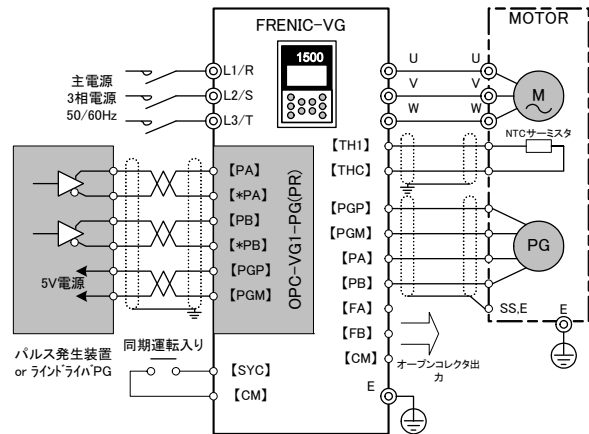 FRENIC-VG
MOTOR
1500
主電源
3相電源
50/60Hz
L1/R
L2/S
L3/T
U
V
W
U
V
W
M
【TH1】
【THC】
NTCサーミスタ
【PA】
【*PA】
【PB】
【*PB】
【PGP】
【PGM】
OPC-VG1-PG(PR)
5V電源
【PGP】
【PGM】
【PA】
【PB】
【FA】
【FB】
【CM】
PG
SS,E
E
オープンコレクタ出
力
パルス発生装置
or ラインドライバPG
同期運転入り
【SYC】
【CM】
E